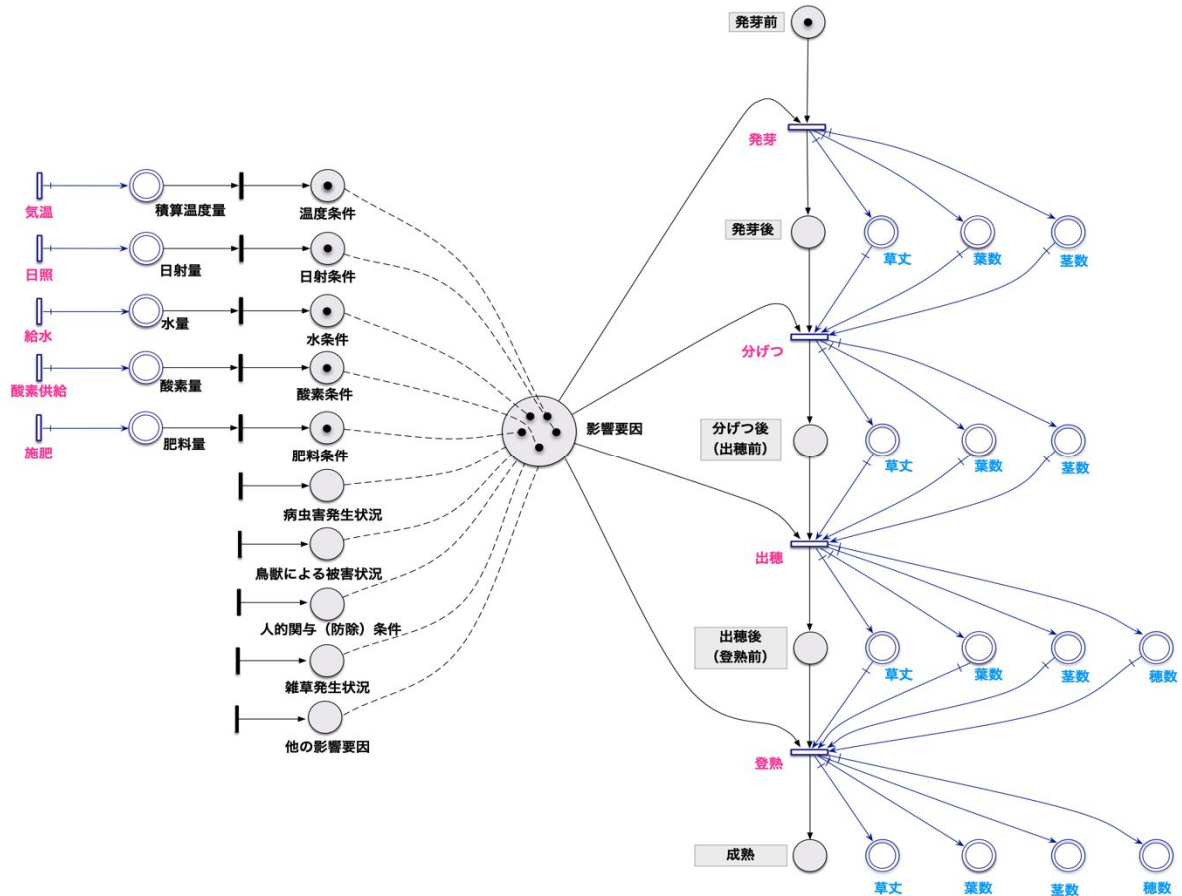 発芽前
発芽
発芽後
草丈
葉数
茎数
分げつ
分げつ後
（出穂前）
草丈
葉数
茎数
出穂
出穂後
（登熟前）
草丈
葉数
茎数
穂数
登熟
成熟
草丈
葉数
茎数
穂数
気温
積算温度量
温度条件
日照
日射量
日射条件
給水
水量
水条件
酸素供給
酸素量
酸素条件
施肥
肥料量
肥料条件
病虫害発生状況
鳥獣による被害状況
人的関与（防除）条件
雑草発生状況
他の影響要因
影響要因